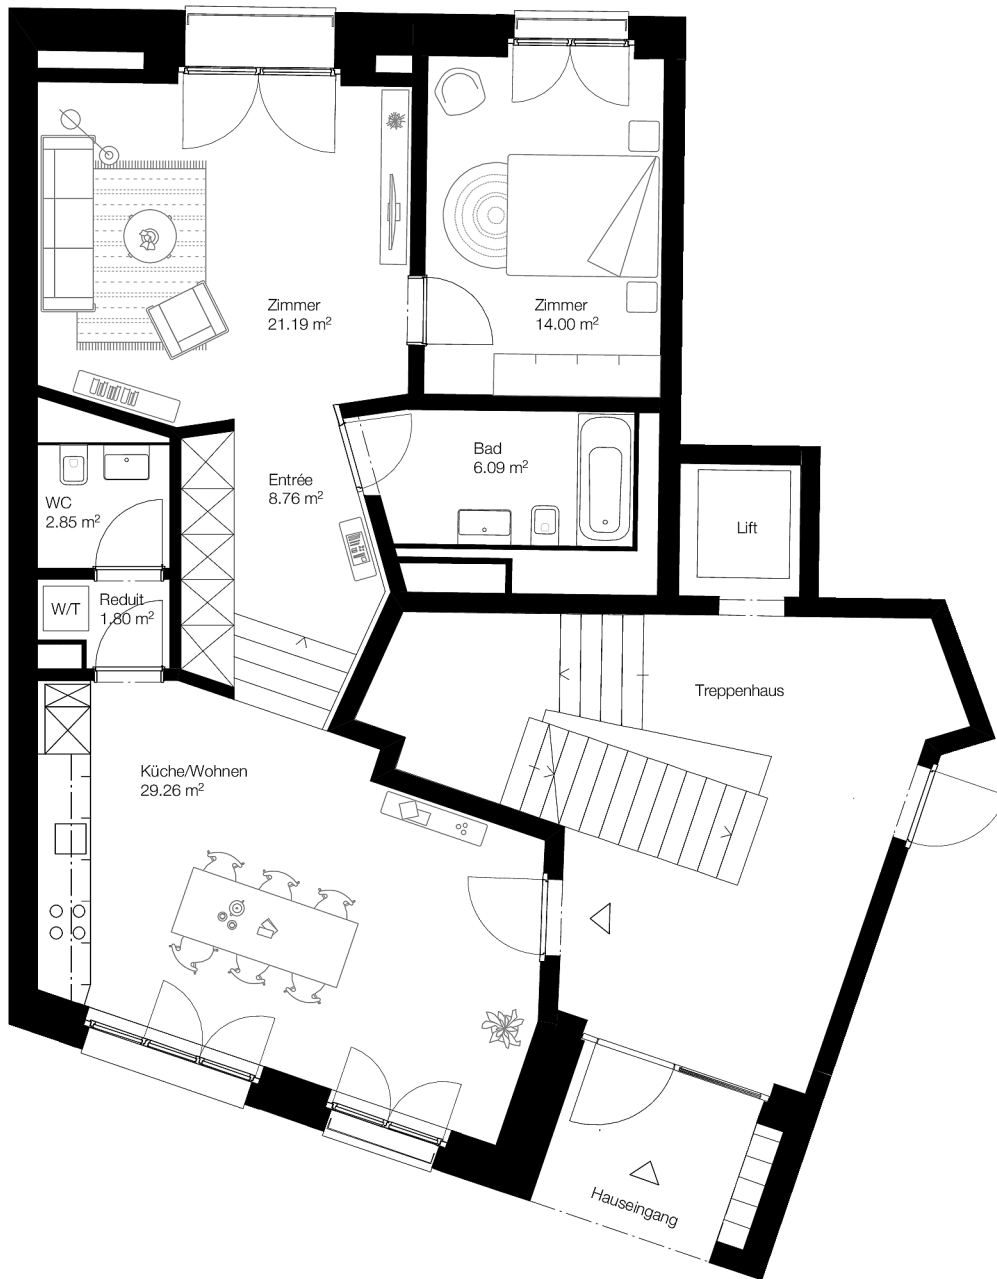 Zimmer
21.19 m²
Zimmer
14.00 m²
Bad
6.09 m²
Entrée
8.76 m²
WC
2.85 m²
Lift
Reduit
1.80 m²
W/T
Treppenhaus
Küche/Wohnen
29.26 m²
Hauseingang